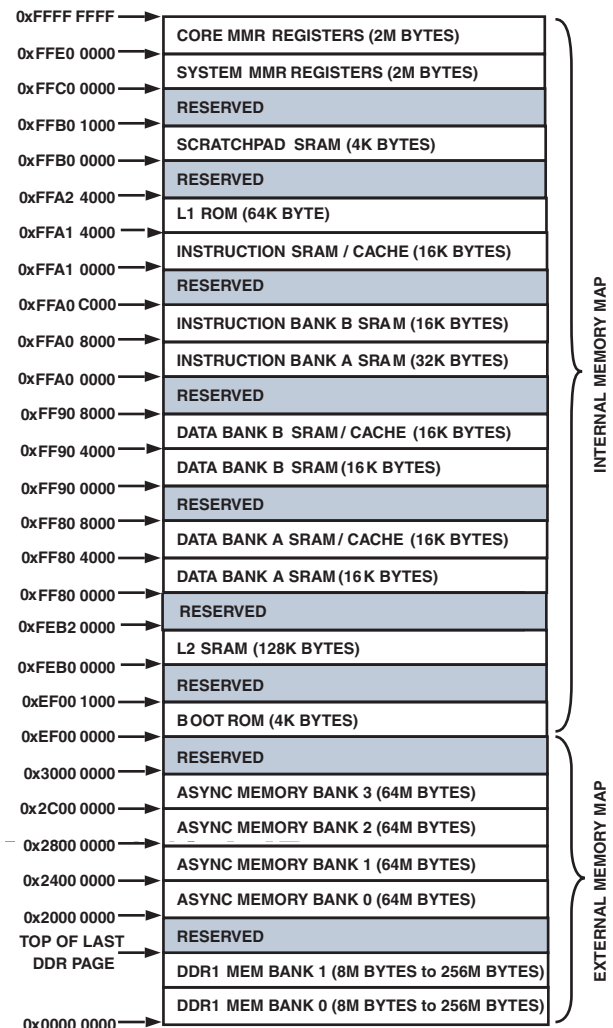 0xFFFF FFFF
CORE MMR REGISTERS (2M BYTES)
0xFFE0 0000
SYSTEM MMR REGISTERS (2M BYTES)
0xFFC0 0000
RESERVED
0xFFB0 1000
SCRATCHPAD SRAM (4K BYTES)
0xFFB0 0000
RESERVED
0xFFA2 4000
L1 ROM (64K BYTE)
0xFFA1 4000
INSTRUCTION SRAM / CACHE (16K BYTES)
0xFFA1 0000
RESERVED
0xFFA0 C000
INSTRUCTION BANK B SRAM (16K BYTES)
0xFFA0 8000
INSTRUCTION BANK A SRAM (32K BYTES)
0xFFA0 0000
RESERVED
0xFF90 8000
DATA BANK B SRAM / CACHE (16K BYTES)
0xFF90 4000
DATA BANK B SRAM (16K BYTES)
0xFF90 0000
RESERVED
0xFF80 8000
DATA BANK A SRAM / CACHE (16K BYTES)
0xFF80 4000
DATA BANK A SRAM (16K BYTES)
0xFF80 0000
RESERVED
0xFEB2 0000
L2 SRAM (128K BYTES)
0xFEB0 0000
RESERVED
0xEF00 1000
BOOT ROM (4K BYTES)
0xEF00 0000
RESERVED
0x3000 0000
ASYNC MEMORY BANK 3 (64M BYTES)
0x2C00 0000
ASYNC MEMORY BANK 2 (64M BYTES)
0x2800 0000
ASYNC MEMORY BANK 1 (64M BYTES)
0x2400 0000
ASYNC MEMORY BANK 0 (64M BYTES)
0x2000 0000
RESERVED
TOP OF LAST
DDR PAGE
DDR1 MEM BANK 1 (8M BYTES to 256M BYTES)
DDR1 MEM BANK 0 (8M BYTES to 256M BYTES)
0x0000 0000
INTERNAL MEMORY MAP
EXTERNAL MEMORY MAP